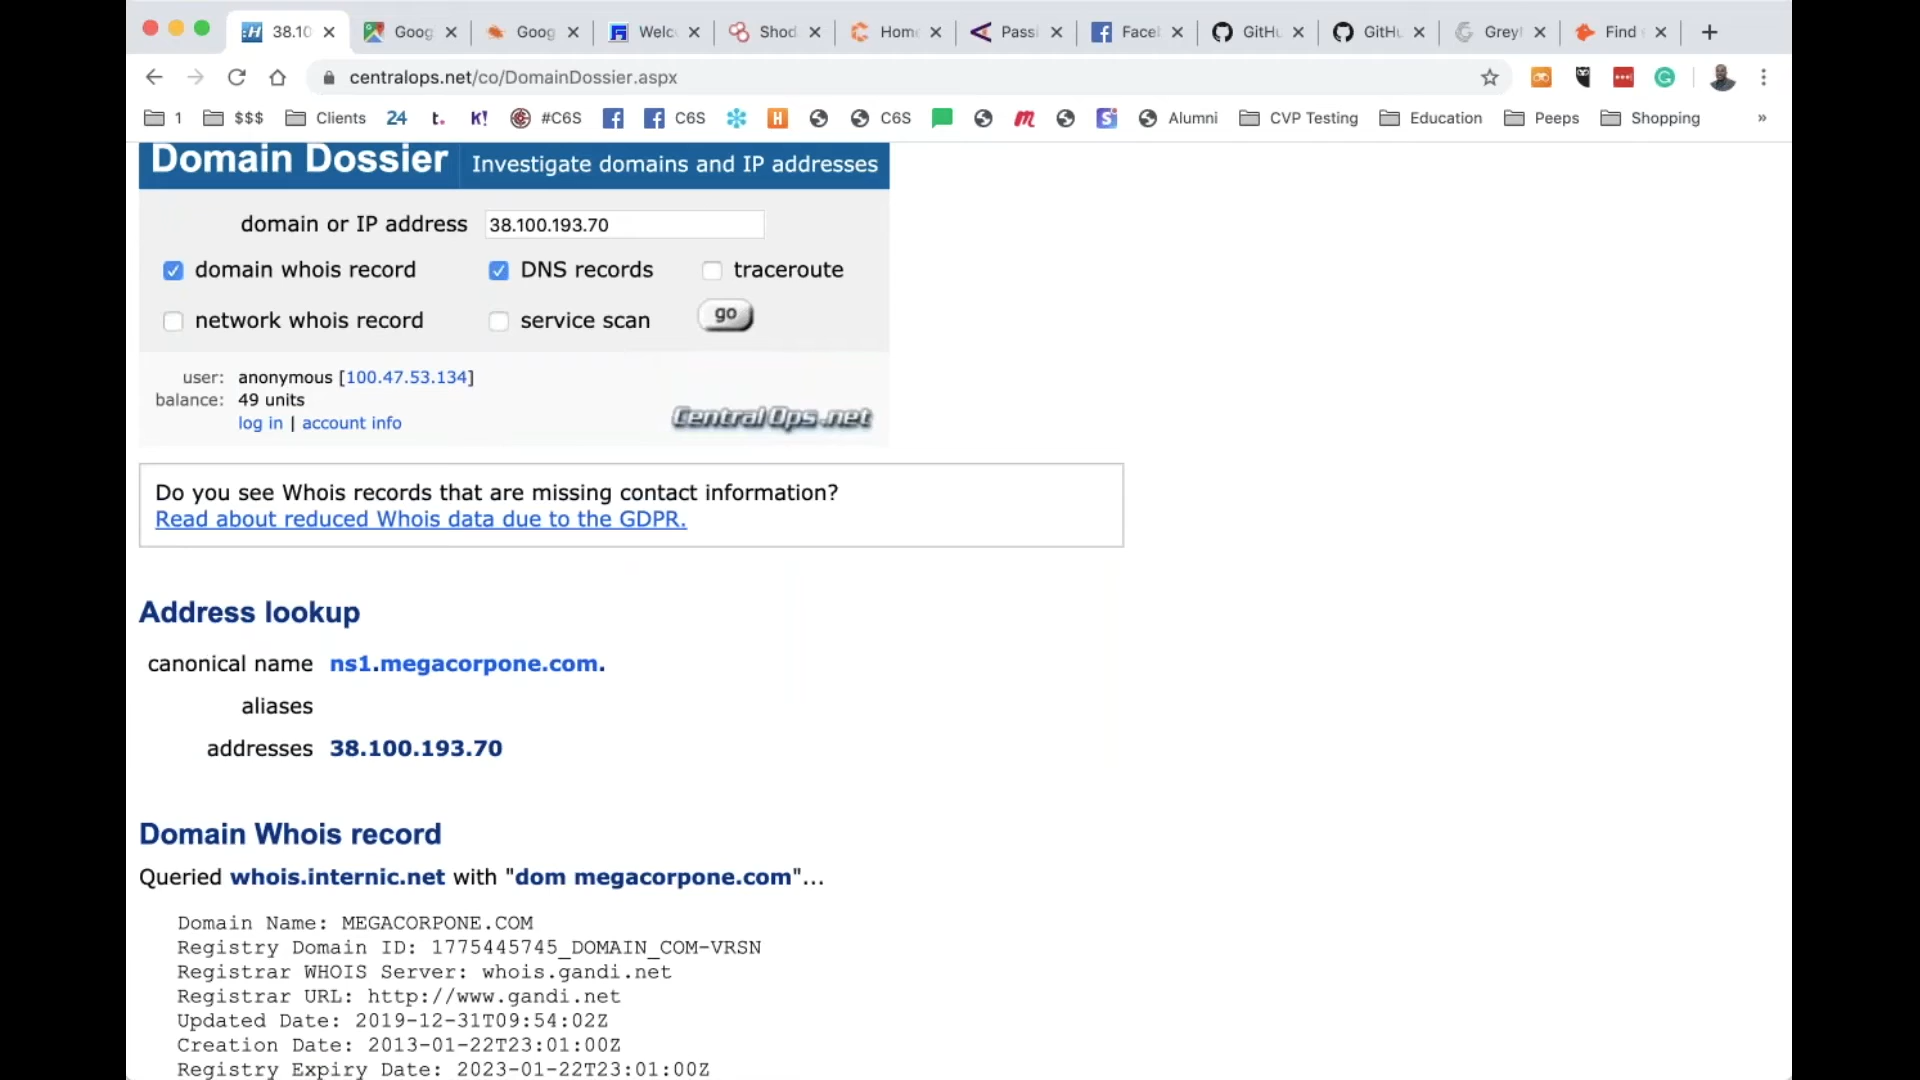 38.10
Goog
Goog
Welc
Shod
Home
Passi
Facel
GitHu
GitHu
Grey
Find
centralops.net/co/DomainDossier.aspx
1
$$$
Clients
24
t.
K!
#C6S
C6S
H
C6S
m
S
Alumni
CVP Testing
Education
Peeps
Shopping
»
Domain Dossier Investigate domains and IP addresses
domain or IP address 38.100.193.70
domain whois record DNS records traceroute
network whois record service scan go
user: anonymous [100.47.53.134]
balance: 49 units
log in | account info
CentralOps.net
Do you see Whois records that are missing contact information?
Read about reduced Whois data due to the GDPR.
Address lookup
canonical name ns1.megacorpone.com.
aliases
addresses 38.100.193.70
Domain Whois record
Queried whois.internic.net with "dom megacorpone.com"...
Domain Name: MEGACORPONE.COM
Registry Domain ID: 1775445745_DOMAIN_COM-VRSN
Registrar WHOIS Server: whois.gandi.net
Registrar URL: http://www.gandi.net
Updated Date: 2019-12-31T09:54:02Z
Creation Date: 2013-01-22T23:01:00Z
Registry Expiry Date: 2023-01-22T23:01:00Z